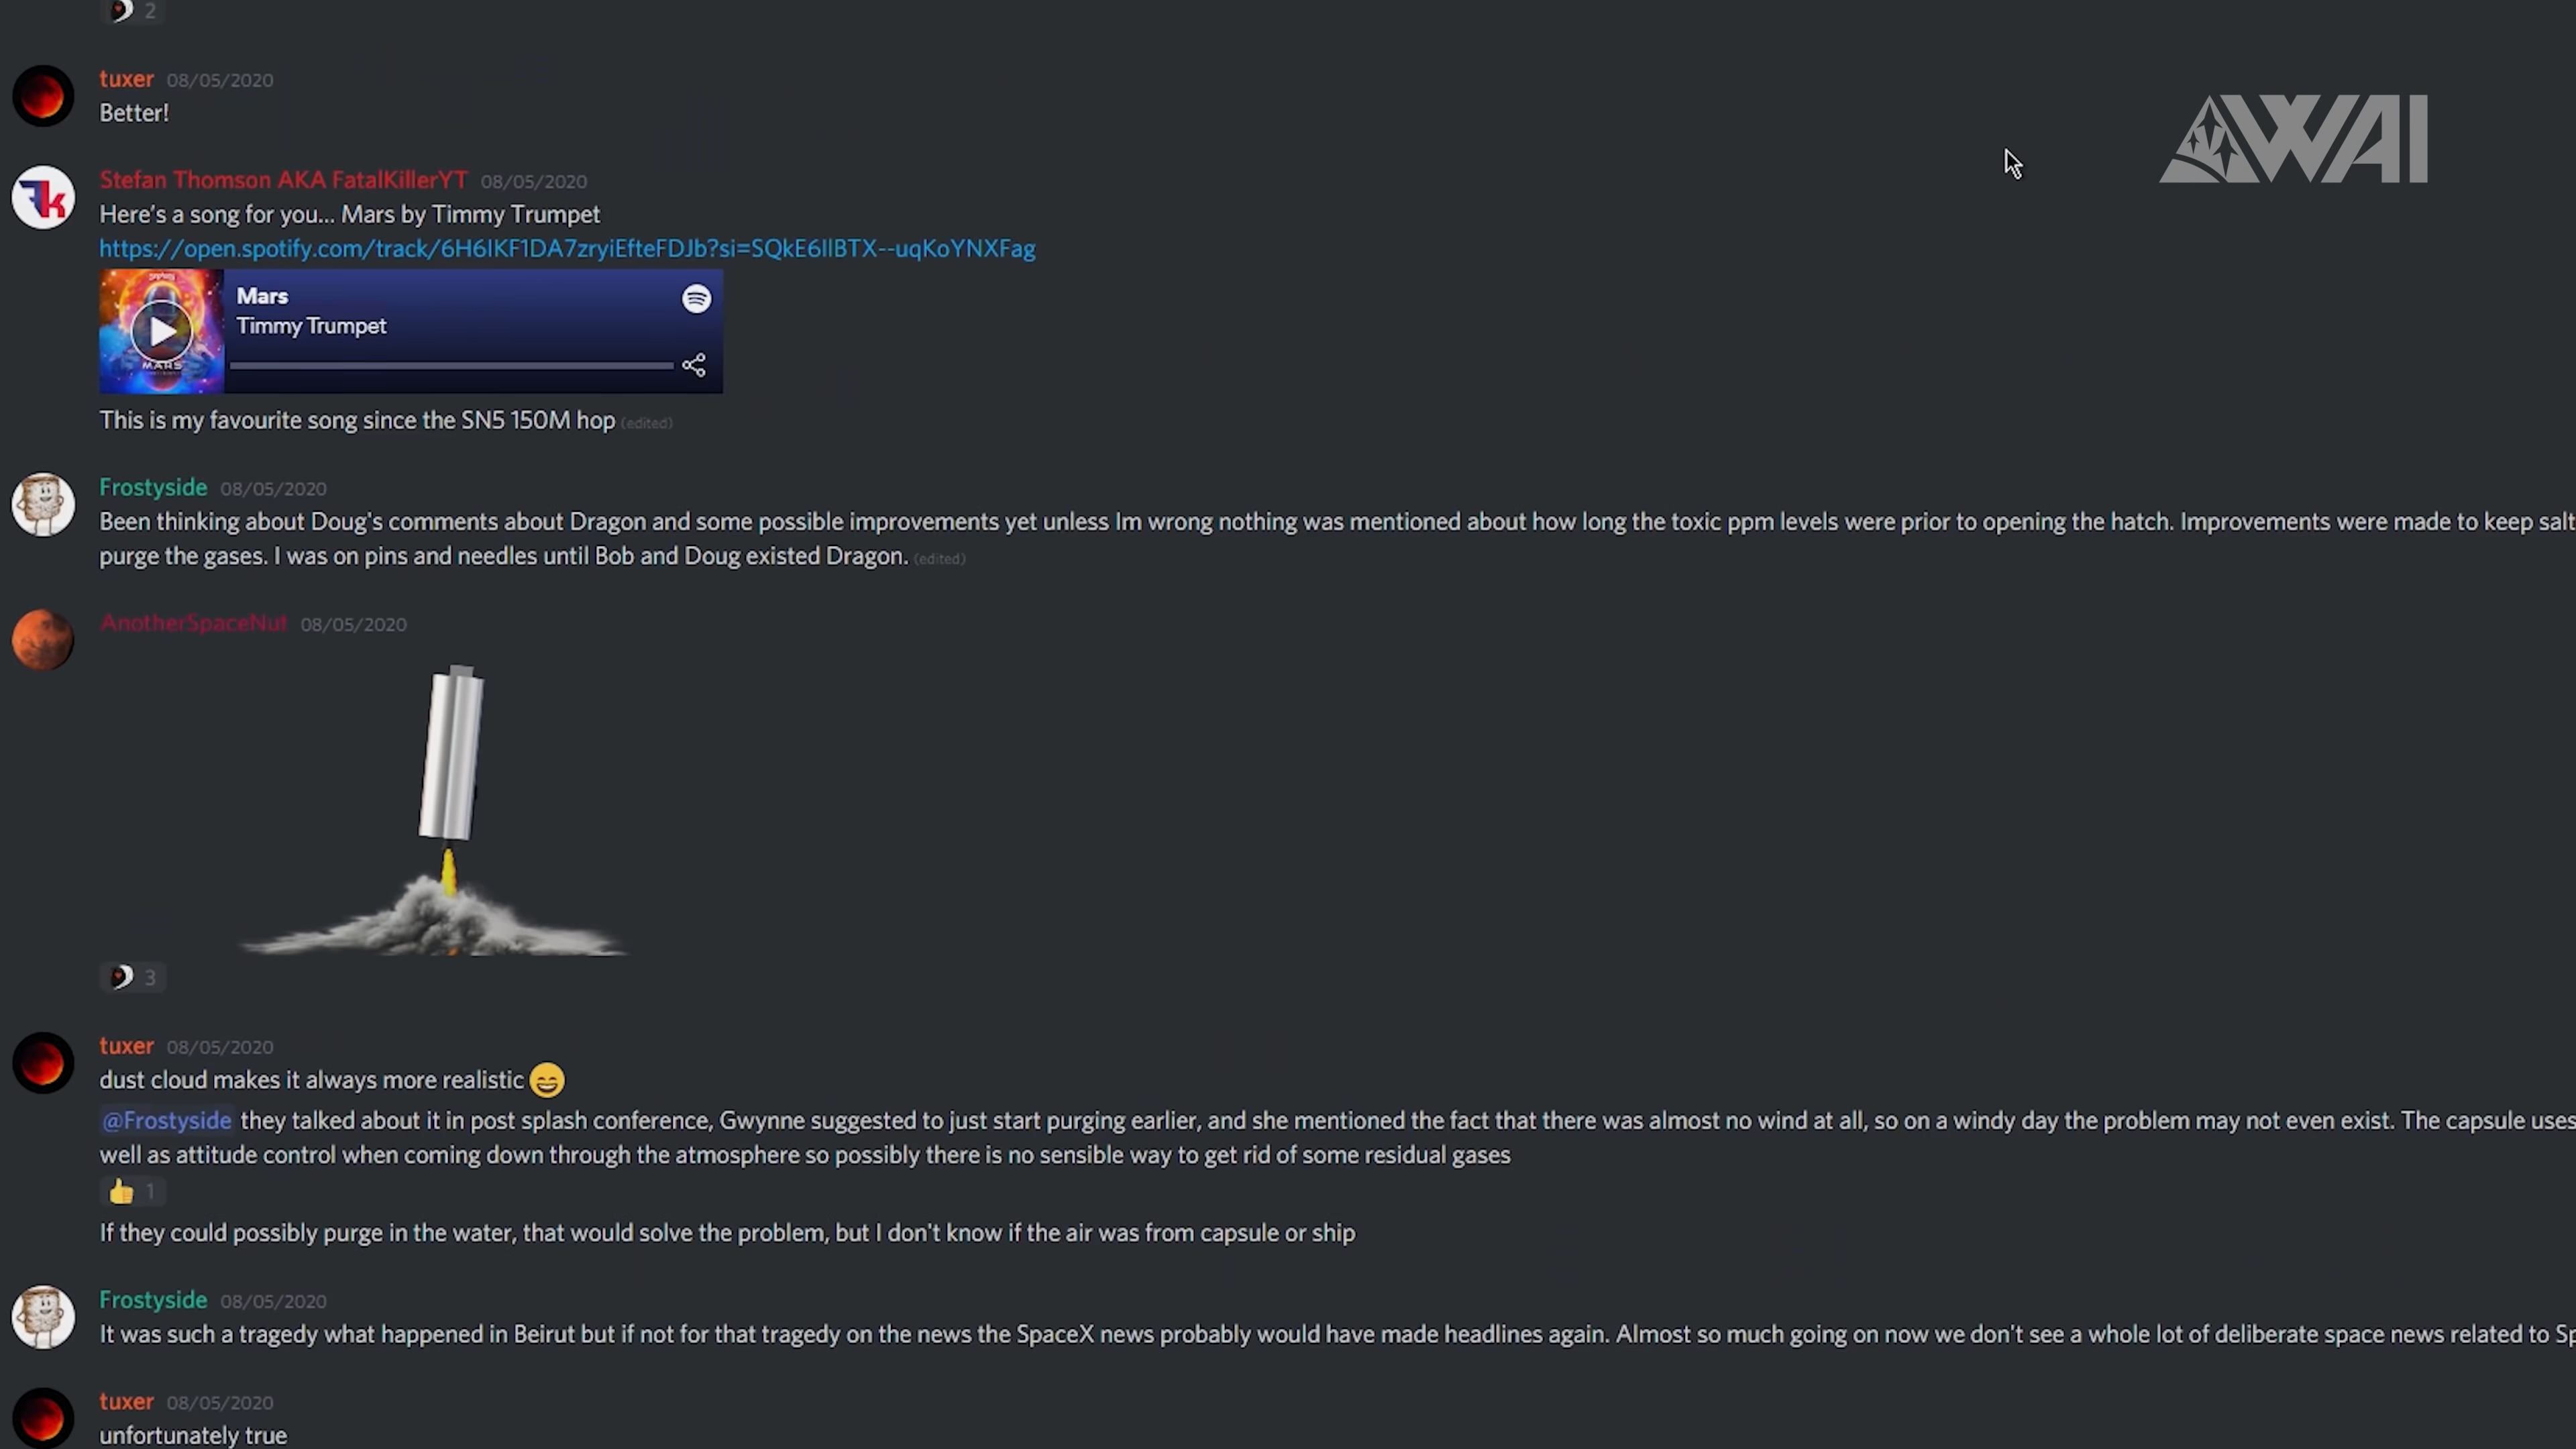 2
tuxer 08/05/2020
Better!
AWAI
Stefan Thomson AKA FatalKillerYT 08/05/2020
Here's a song for you... Mars by Timmy Trumpet
https://open.spotify.com/track/6H6IKF1DA7zryiEfteFDJb?si=SQkE6IlBTX--uqKoYNXFag
Mars
Timmy Trumpet
MARS
This is my favourite song since the SN5 150M hop (edited)
Frostyside 08/05/2020
Been thinking about Doug's comments about Dragon and some possible improvements yet unless Im wrong nothing was mentioned about how long the toxic ppm levels were prior to opening the hatch. Improvements were made to keep salt
purge the gases. I was on pins and needles until Bob and Doug existed Dragon. (edited)
AnotherSpaceNut 08/05/2020
3
tuxer 08/05/2020
dust cloud makes it always more realistic 😄
@Frostyside they talked about it in post splash conference, Gwynne suggested to just start purging earlier, and she mentioned the fact that there was almost no wind at all, so on a windy day the problem may not even exist. The capsule uses
well as attitude control when coming down through the atmosphere so possibly there is no sensible way to get rid of some residual gases
👍 1
If they could possibly purge in the water, that would solve the problem, but I don't know if the air was from capsule or ship
Frostyside 08/05/2020
It was such a tragedy what happened in Beirut but if not for that tragedy on the news the SpaceX news probably would have made headlines again. Almost so much going on now we don't see a whole lot of deliberate space news related to Sp
tuxer 08/05/2020
unfortunately true